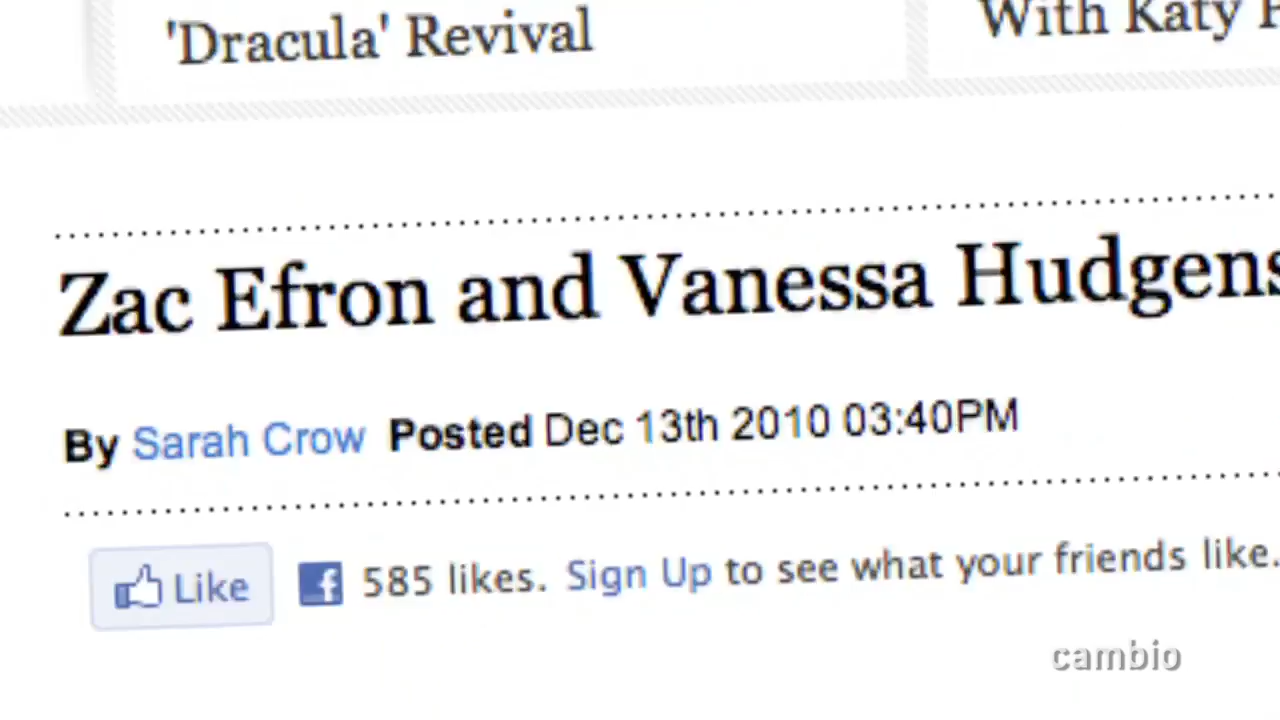 'Dracula' Revival
With Katy
Zac Efron and Vanessa Hudgens
By Sarah Crow Posted Dec 13th 2010 03:40PM
Like
585 likes. Sign Up to see what your friends like.
cambio